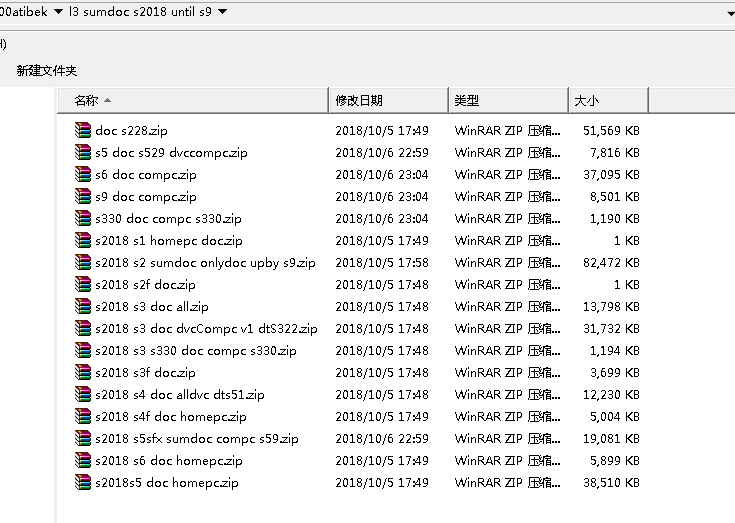 00atibek l3 sumdoc s2018 until s9
)
新建文件夹
名称 修改日期 类型 大小
doc s228.zip 2018/10/5 17:49 WinRAR ZIP 压缩... 51,569 KB
s5 doc s529 dvccompc.zip 2018/10/6 22:59 WinRAR ZIP 压缩... 7,816 KB
s6 doc compc.zip 2018/10/6 23:04 WinRAR ZIP 压缩... 37,095 KB
s9 doc compc.zip 2018/10/6 23:04 WinRAR ZIP 压缩... 8,501 KB
s330 doc compc s330.zip 2018/10/6 23:04 WinRAR ZIP 压缩... 1,190 KB
s2018 s1 homepc doc.zip 2018/10/5 17:49 WinRAR ZIP 压缩... 1 KB
s2018 s2 sumdoc onlydoc upby s9.zip 2018/10/5 17:58 WinRAR ZIP 压缩... 82,472 KB
s2018 s2f doc.zip 2018/10/5 17:48 WinRAR ZIP 压缩... 1 KB
s2018 s3 doc all.zip 2018/10/5 17:48 WinRAR ZIP 压缩... 13,798 KB
s2018 s3 doc dvcCompc v1 dtS322.zip 2018/10/5 17:48 WinRAR ZIP 压缩... 31,732 KB
s2018 s3 s330 doc compc s330.zip 2018/10/5 17:48 WinRAR ZIP 压缩... 1,194 KB
s2018 s3f doc.zip 2018/10/5 17:48 WinRAR ZIP 压缩... 3,699 KB
s2018 s4 doc alldvc dts51.zip 2018/10/5 17:48 WinRAR ZIP 压缩... 12,230 KB
s2018 s4f doc homepc.zip 2018/10/5 17:49 WinRAR ZIP 压缩... 5,004 KB
s2018 s5sfx sumdoc compc s59.zip 2018/10/6 22:59 WinRAR ZIP 压缩... 19,081 KB
s2018 s6 doc homepc.zip 2018/10/5 17:49 WinRAR ZIP 压缩... 5,899 KB
s2018s5 doc homepc.zip 2018/10/5 17:49 WinRAR ZIP 压缩... 38,510 KB